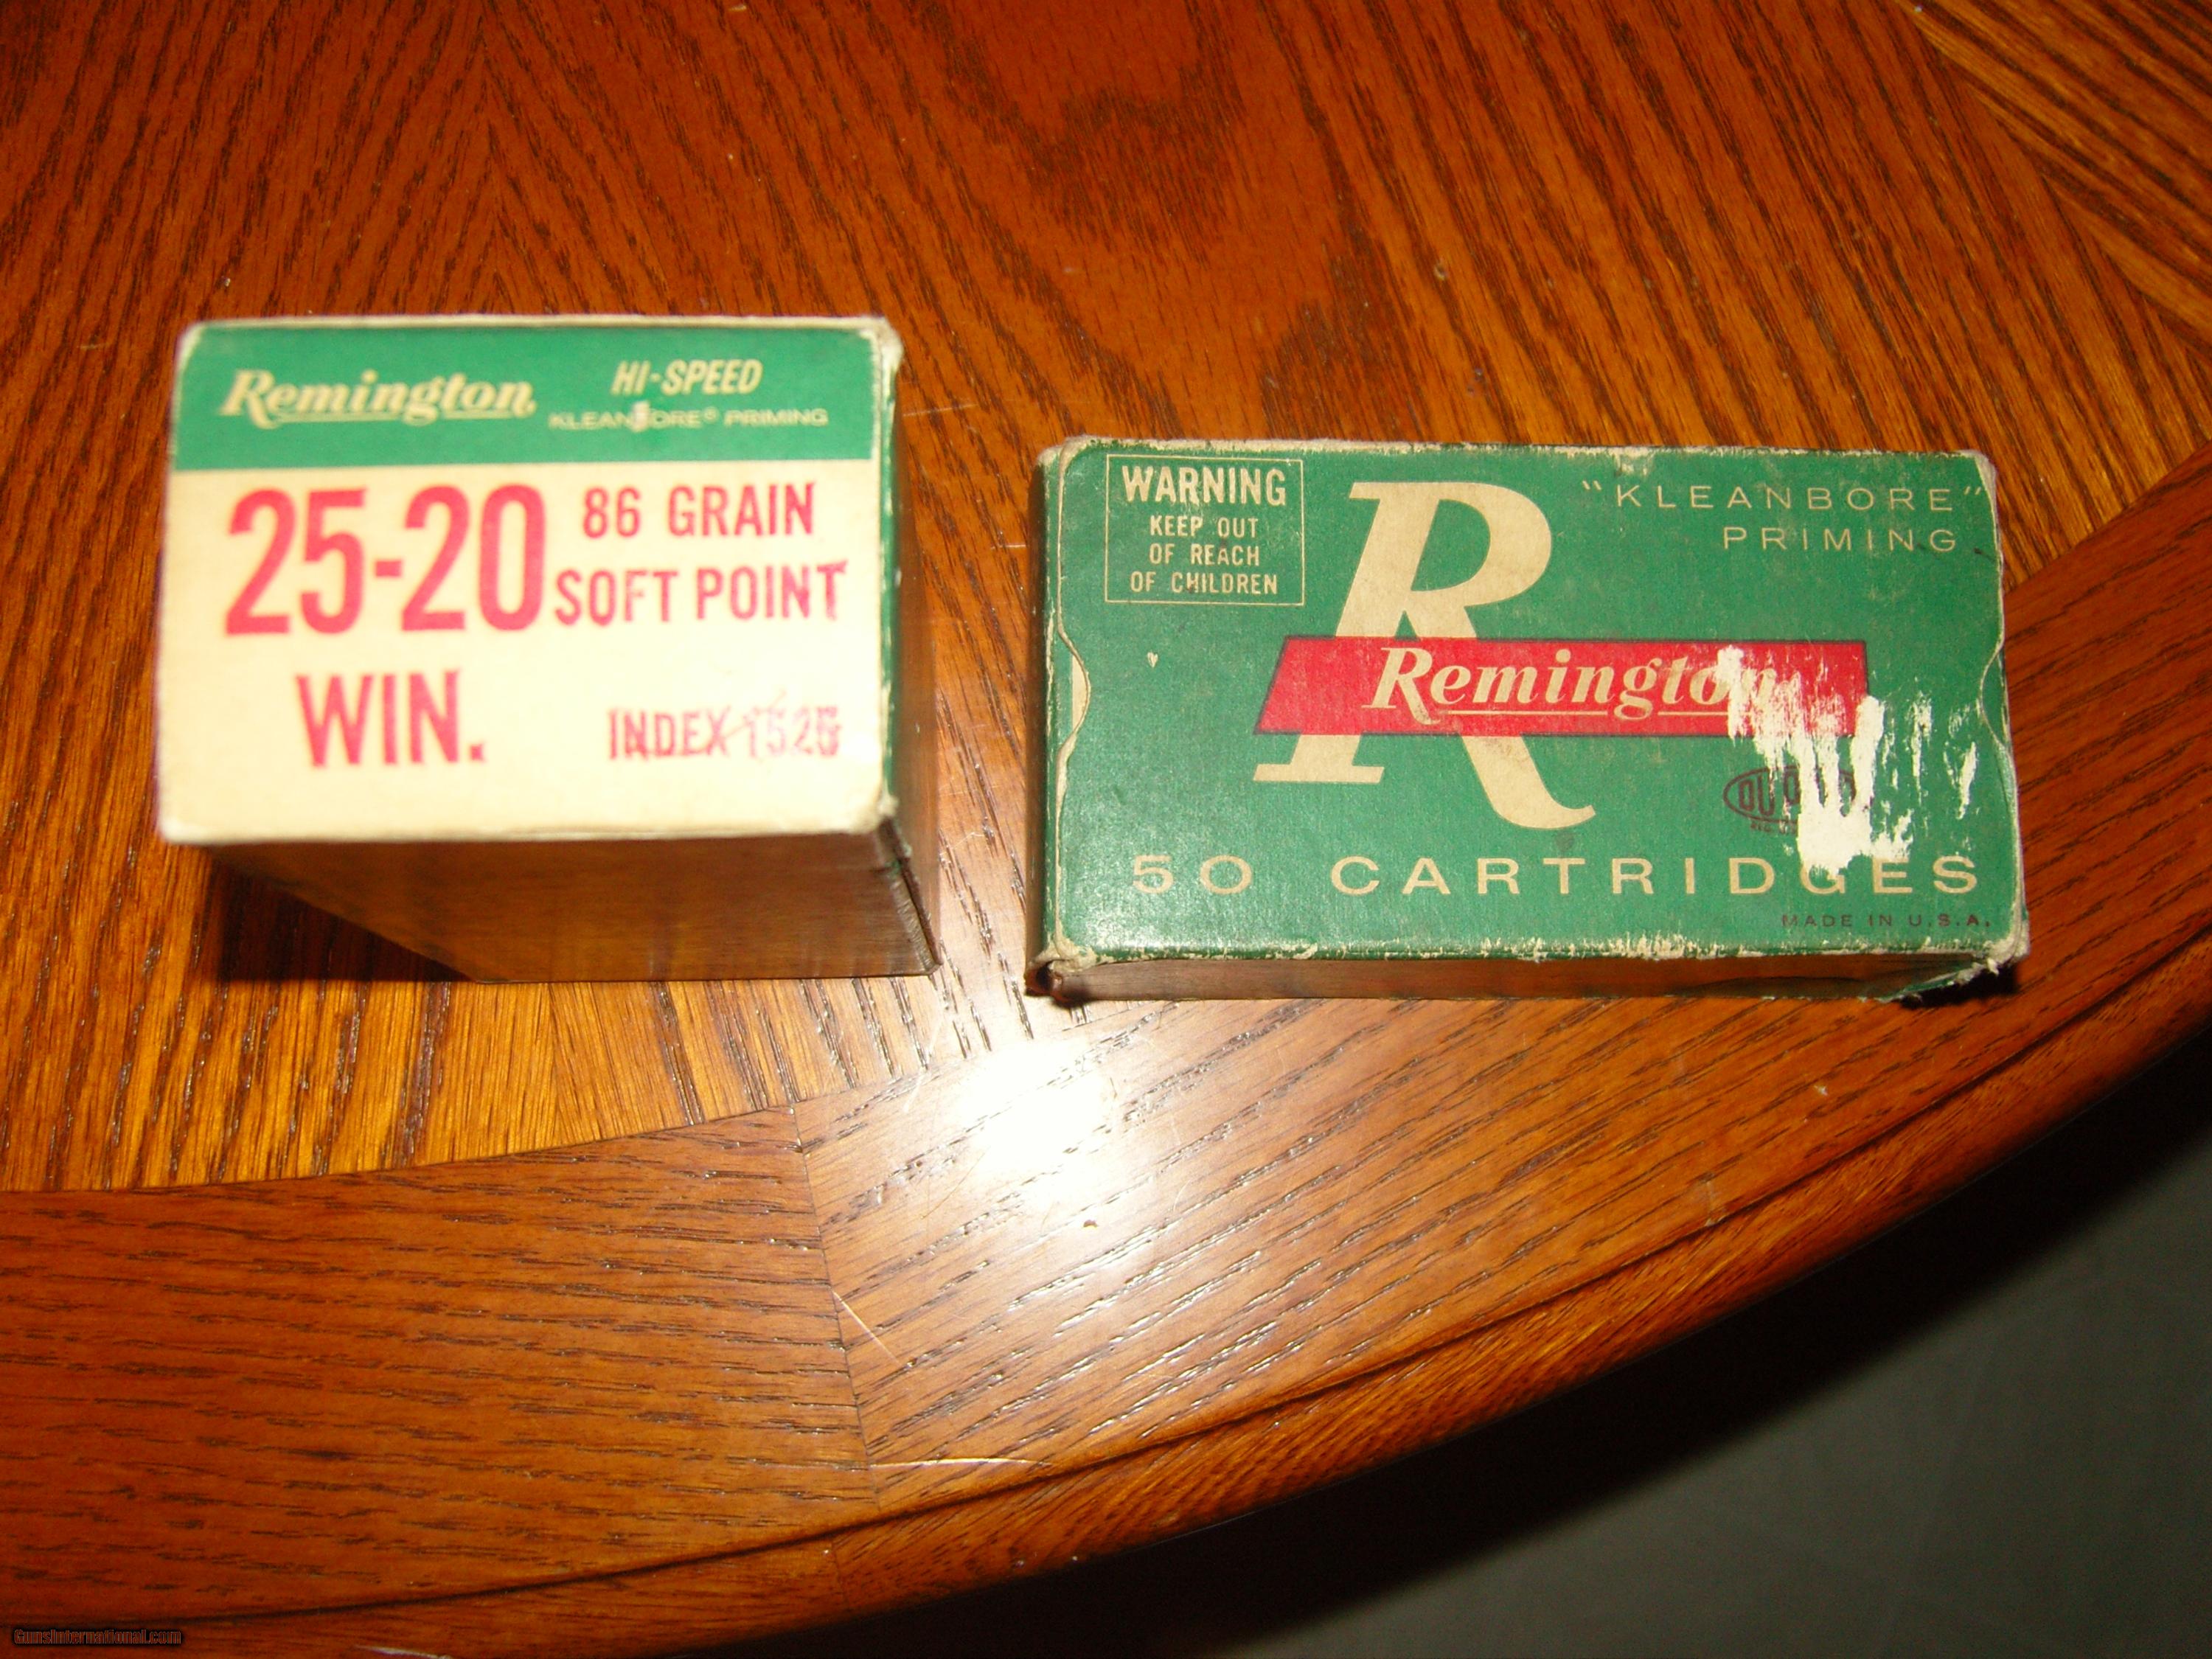 Remington
HI-SPEED
KLEANBORE® PRIMING
25-20
86 GRAIN
SOFT POINT
WIN.
INDEX 1525
WARNING
KEEP OUT
OF REACH
OF CHILDREN
R
"KLEANBORE"
PRIMING
Remington
50 CARTRIDGES
MADE IN U.S.A.
GunsInternational.com